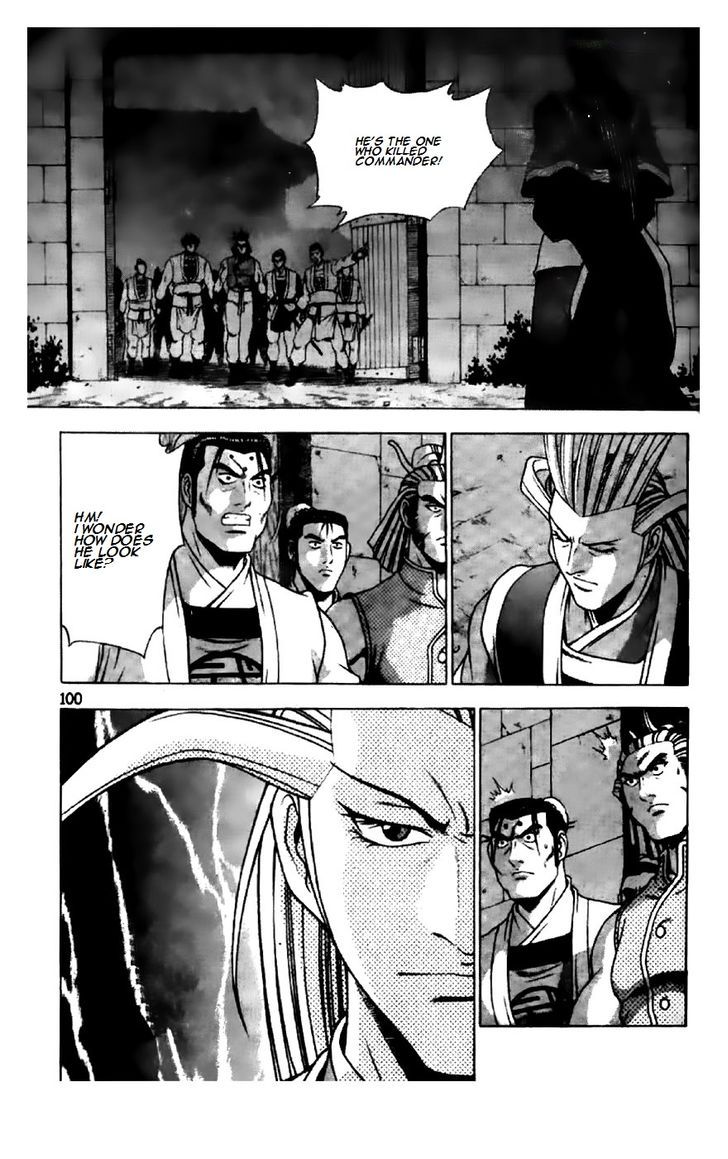 HE'S THE ONE
WHO KILLED
COMMANDER!
HM!
I WONDER
HOW DOES
HE LOOK
LIKE?
100